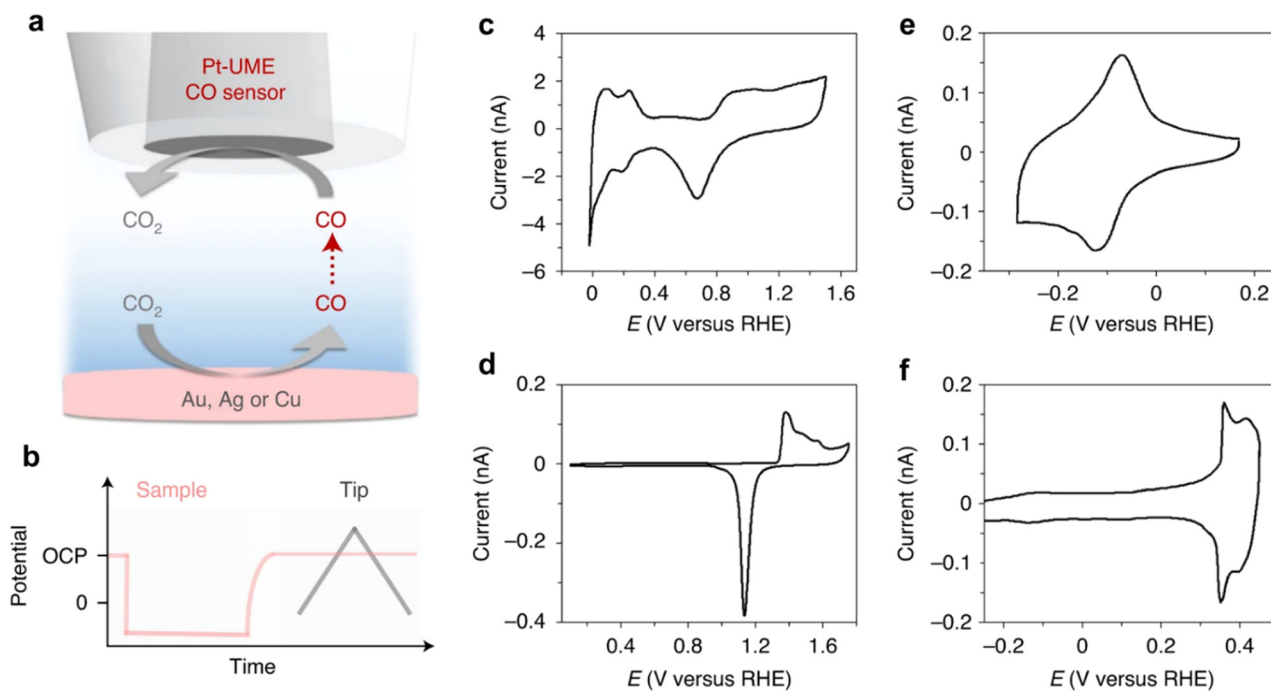 a
Pt-UME
CO sensor
CO2
CO
CO2
CO
Au, Ag or Cu
b
Sample
Tip
Potential
OCP
0
Time
c
4
2
0
−2
−4
−6
Current (nA)
0
0.4
0.8
1.2
1.6
E (V versus RHE)
d
0.2
0
−0.2
−0.4
Current (nA)
0.4
0.8
1.2
1.6
E (V versus RHE)
e
0.2
0.1
0
−0.1
−0.2
Current (nA)
−0.2
0
0.2
E (V versus RHE)
f
0.2
0.1
0
−0.1
−0.2
Current (nA)
−0.2
0
0.2
0.4
E (V versus RHE)